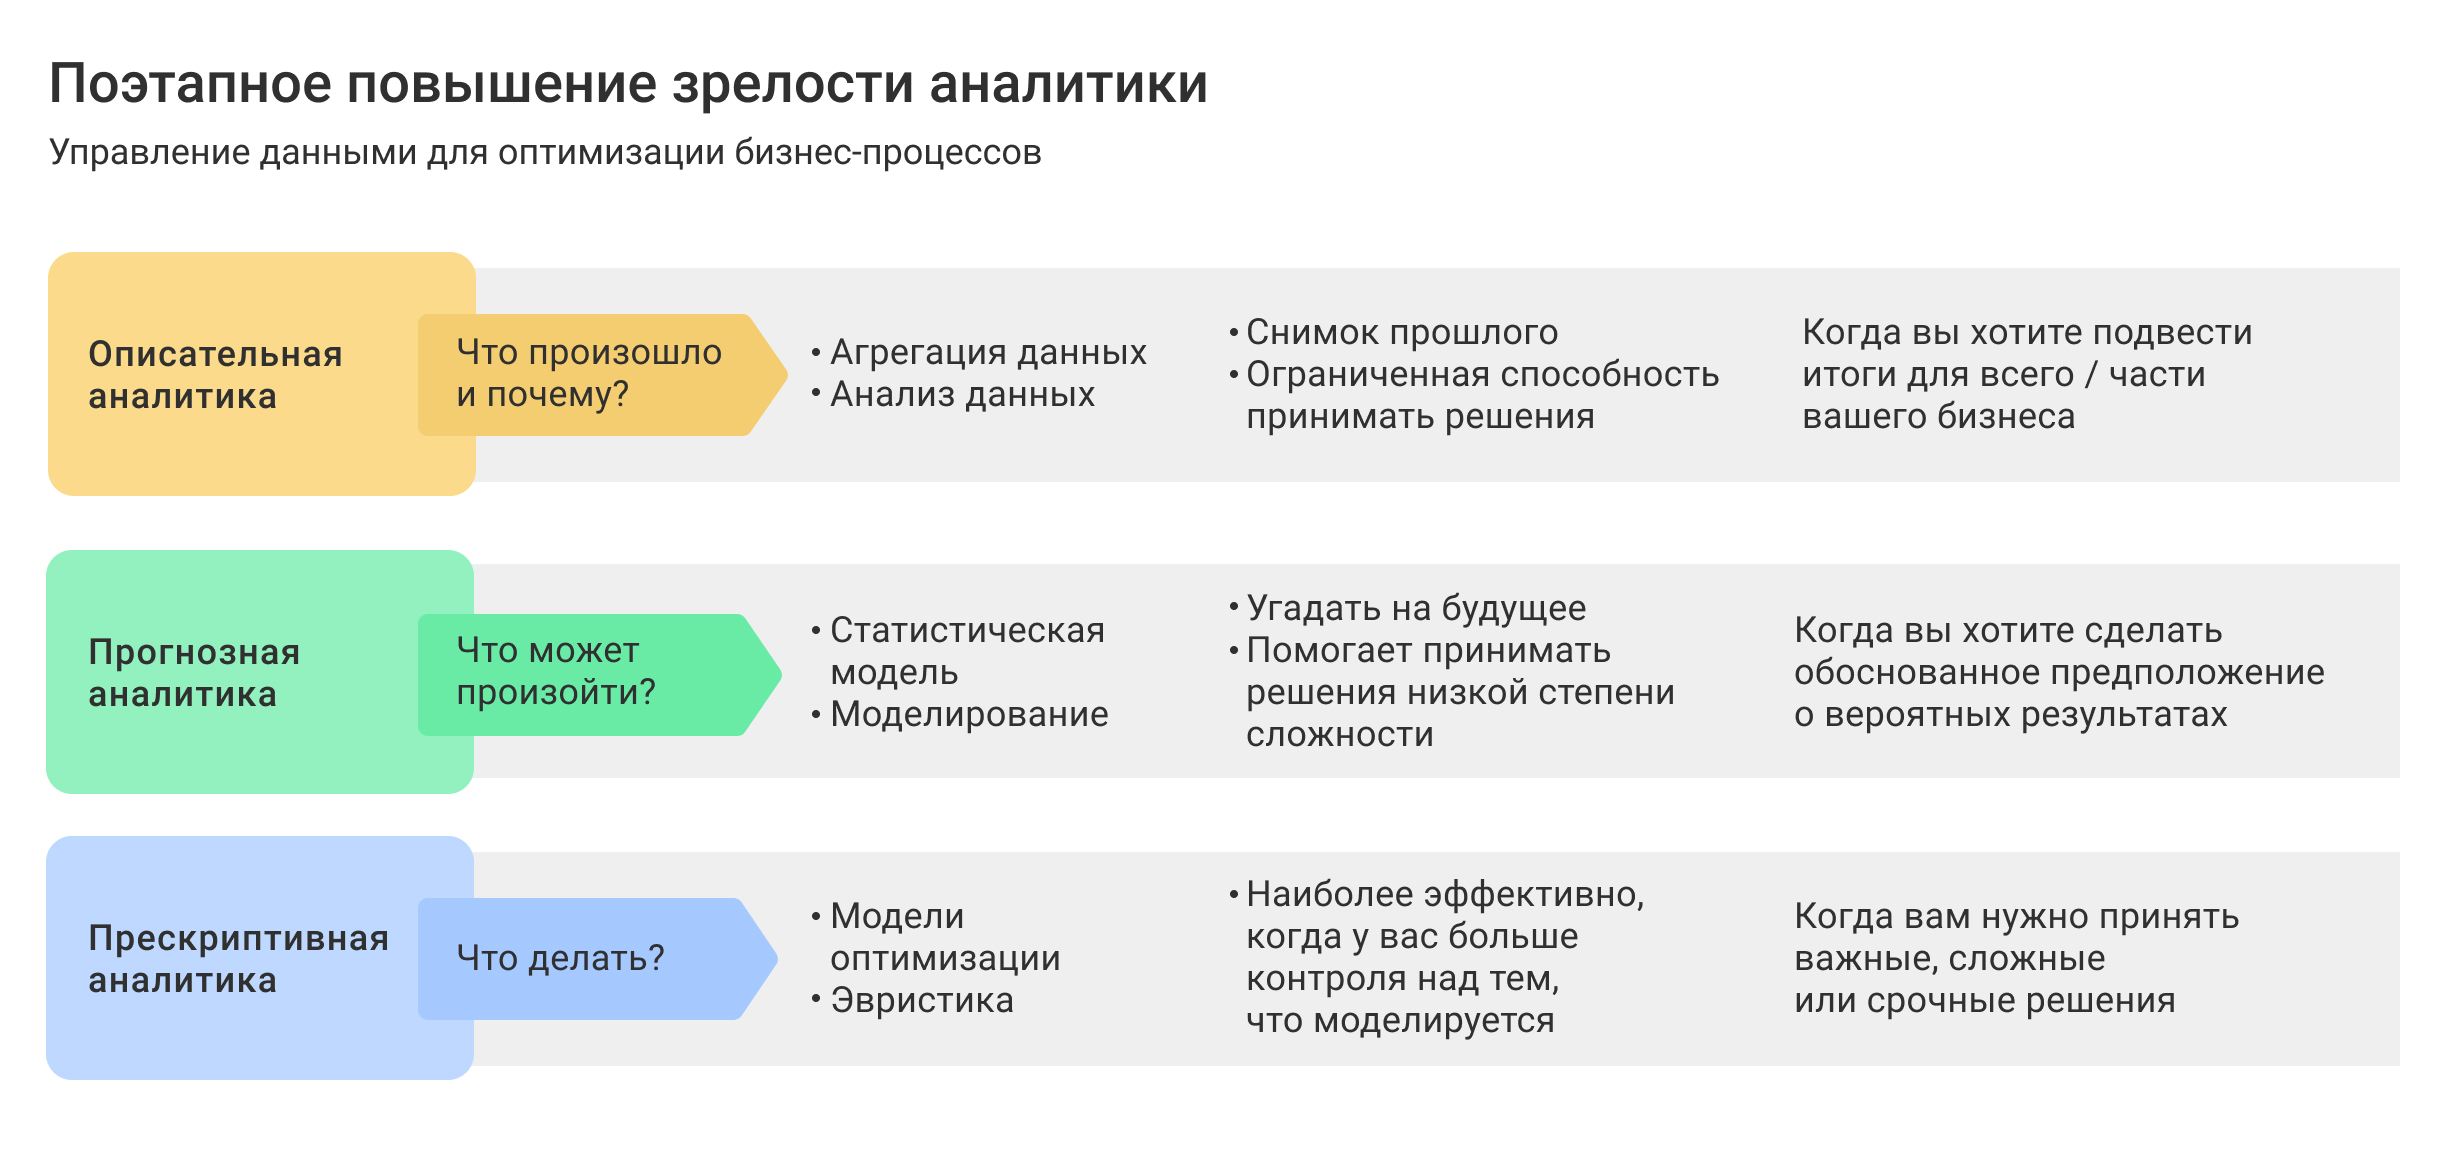 Поэтапное повышение зрелости аналитики
Управление данными для оптимизации бизнес-процессов
Описательная
аналитика
Что произошло
и почему?
• Агрегация данных
• Анализ данных
• Снимок прошлого
• Ограниченная способность
принимать решения
Когда вы хотите подвести
итоги для всего / части
вашего бизнеса
Прогнозная
аналитика
Что может
произойти?
• Статистическая
модель
• Моделирование
• Угадать на будущее
• Помогает принимать
решения низкой степени
сложности
Когда вы хотите сделать
обоснованное предположение
о вероятных результатах
Прескриптивная
аналитика
Что делать?
• Модели
оптимизации
• Эвристика
• Наиболее эффективно,
когда у вас больше
контроля над тем,
что моделируется
Когда вам нужно принять
важные, сложные
или срочные решения